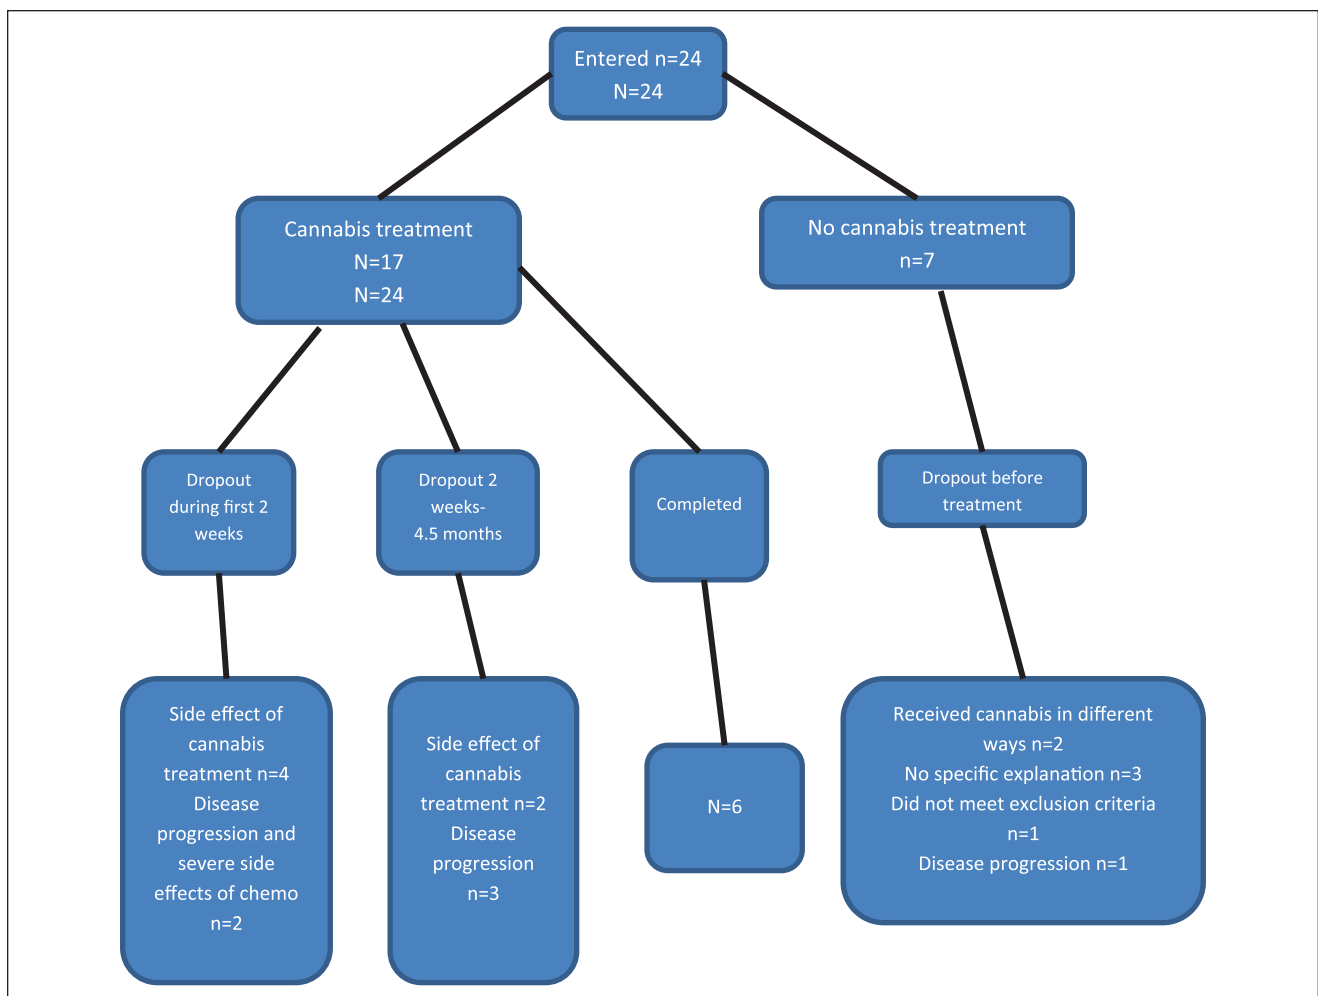 Entered n=24
N=24
Cannabis treatment
N=17
N=24
No cannabis treatment
n=7
Dropout
during first 2
weeks
Dropout 2
weeks-
4.5 months
Completed
Dropout before
treatment
Side effect of
cannabis
treatment n=4
Disease
progression and
severe side
effects of chemo
n=2
Side effect of
cannabis
treatment n=2
Disease
progression
n=3
N=6
Received cannabis in different
ways n=2
No specific explanation n=3
Did not meet exclusion criteria
n=1
Disease progression n=1